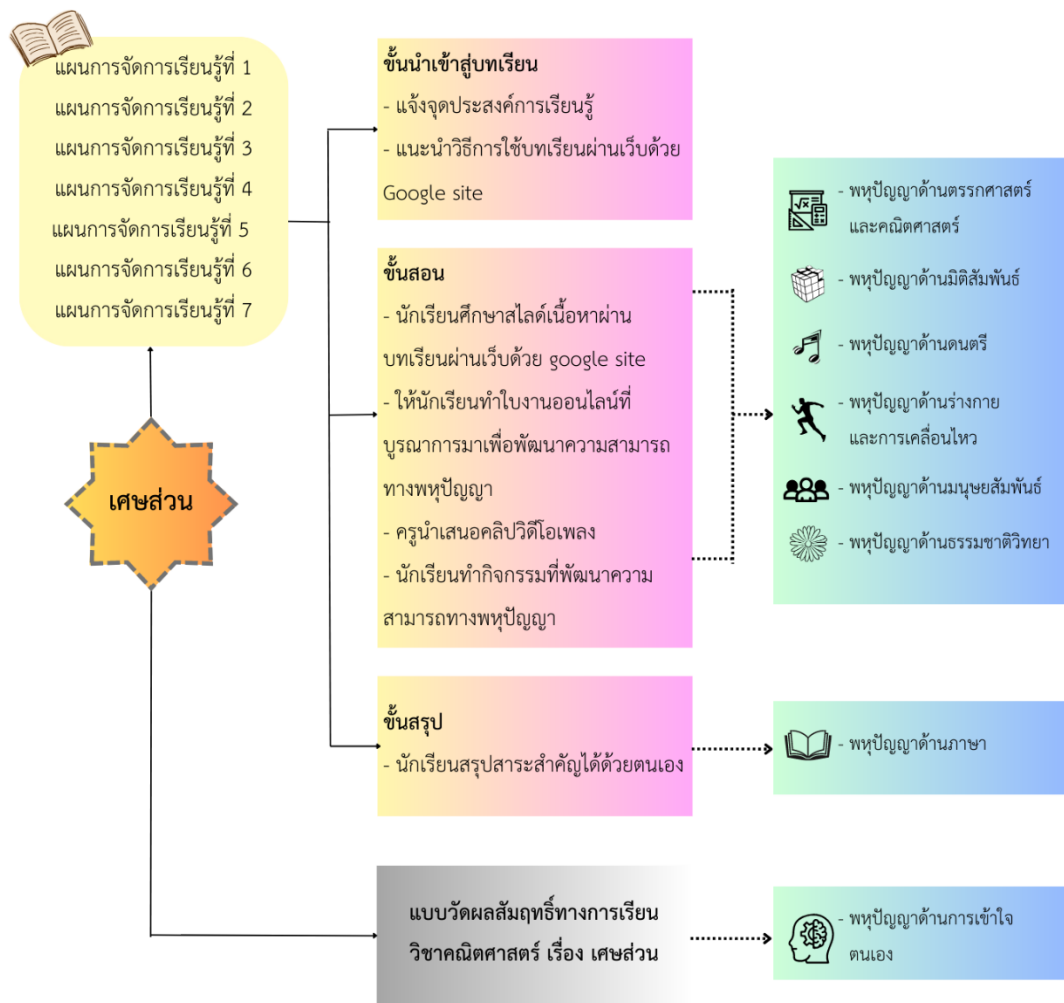 แผนการจัดการเรียนรู้ที่ 1
แผนการจัดการเรียนรู้ที่ 2
แผนการจัดการเรียนรู้ที่ 3
แผนการจัดการเรียนรู้ที่ 4
แผนการจัดการเรียนรู้ที่ 5
แผนการจัดการเรียนรู้ที่ 6
แผนการจัดการเรียนรู้ที่ 7
เศษส่วน
ขั้นนำเข้าสู่บทเรียน
- แจ้งจุดประสงค์การเรียนรู้
- แนะนำวิธีการใช้บทเรียนผ่านเว็บด้วย
Google site
ขั้นสอน
- นักเรียนศึกษาสไลด์เนื้อหาผ่าน
บทเรียนผ่านเว็บด้วย google site
- ให้นักเรียนทำใบงานออนไลน์ที่
บูรณาการมาเพื่อพัฒนาความสามารถ
ทางพหุปัญญา
- ครูนำเสนอคลิปวิดีโอเพลง
- นักเรียนทำกิจกรรมที่พัฒนาความ
สามารถทางพหุปัญญา
ขั้นสรุป
- นักเรียนสรุปสาระสำคัญได้ด้วยตนเอง
แบบวัดผลสัมฤทธิ์ทางการเรียน
วิชาคณิตศาสตร์ เรื่อง เศษส่วน
- พหุปัญญาด้านตรรกศาสตร์
และคณิตศาสตร์
- พหุปัญญาด้านมิติสัมพันธ์
- พหุปัญญาด้านดนตรี
- พหุปัญญาด้านร่างกาย
และการเคลื่อนไหว
- พหุปัญญาด้านมนุษยสัมพันธ์
- พหุปัญญาด้านธรรมชาติวิทยา
- พหุปัญญาด้านภาษา
- พหุปัญญาด้านการเข้าใจ
ตนเอง